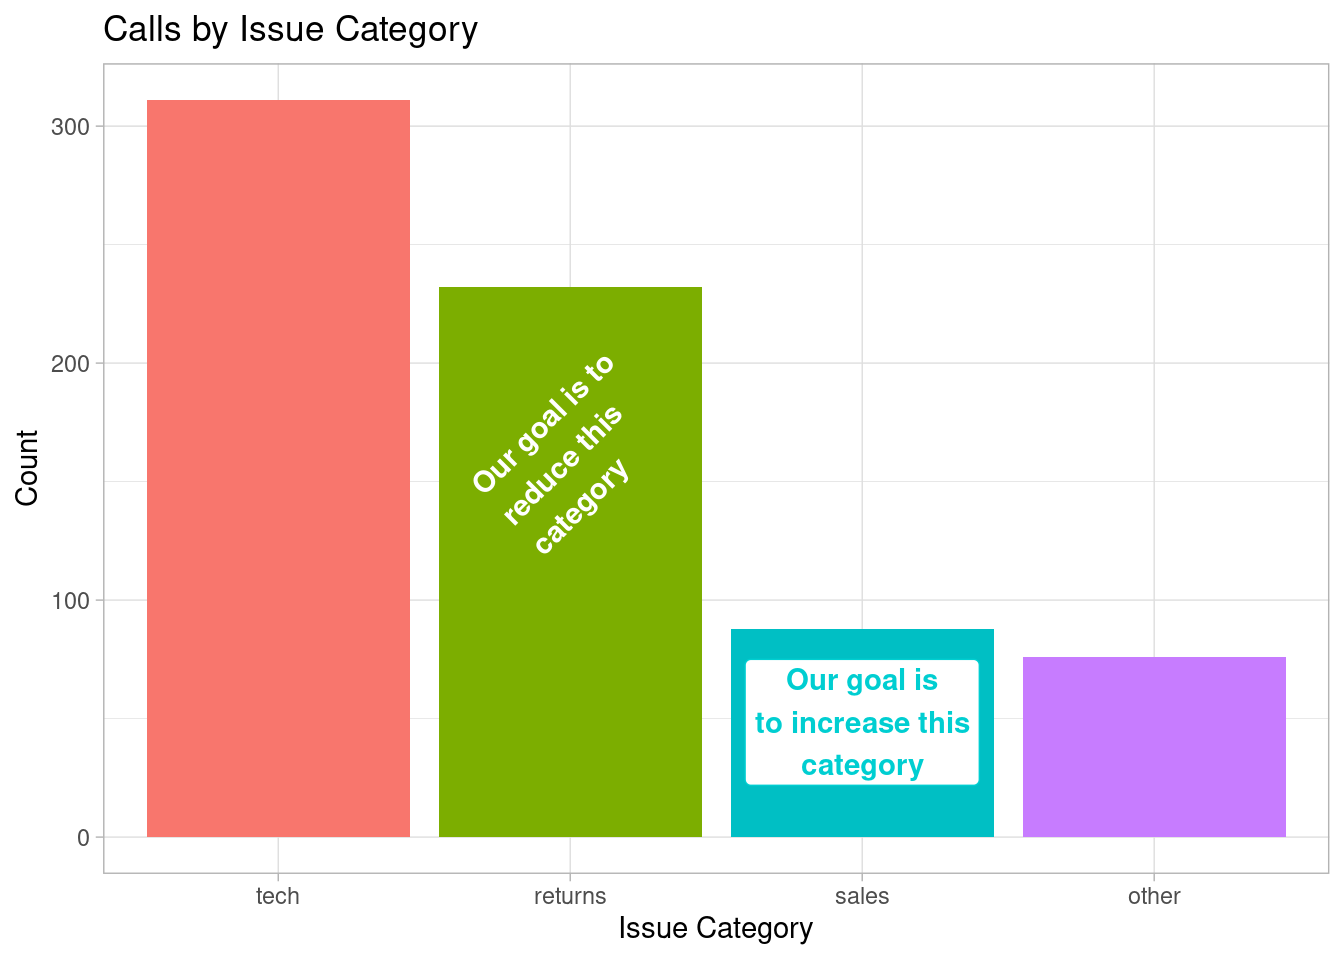 Calls by Issue Category
Count
300
200
100
0
Our goal is to
reduce this
category
Our goal is
to increase this
category
tech
returns
sales
other
Issue Category